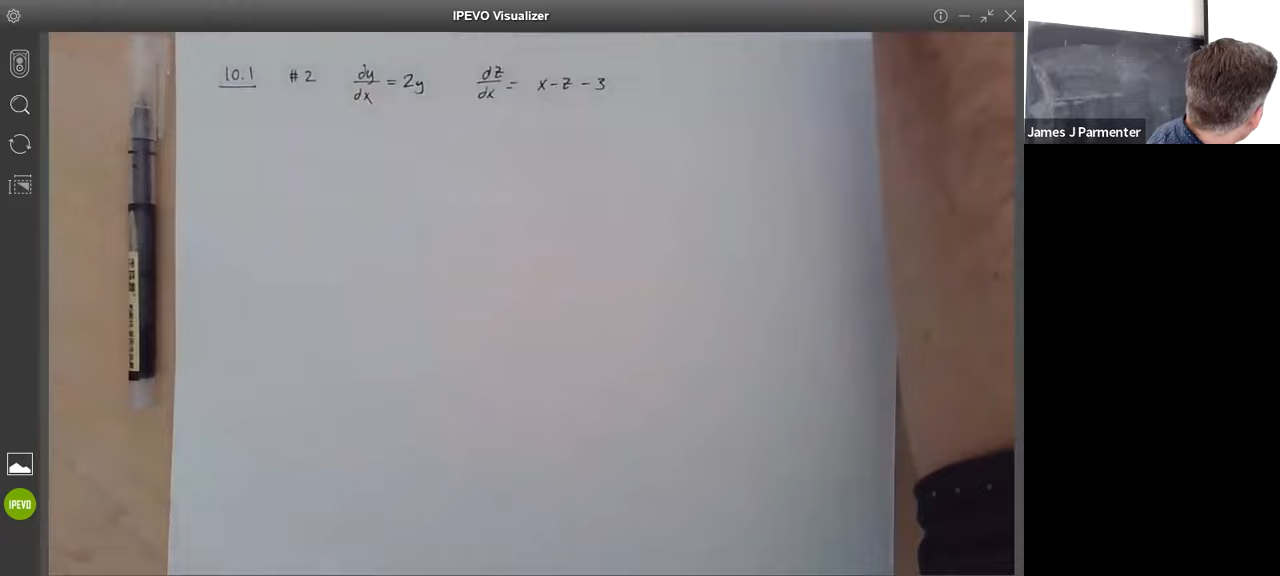 IPEVO Visualizer
10.1 #2 dy/dx = 2y dz/dx = x - z - 3
James J Parmenter
IPEVO